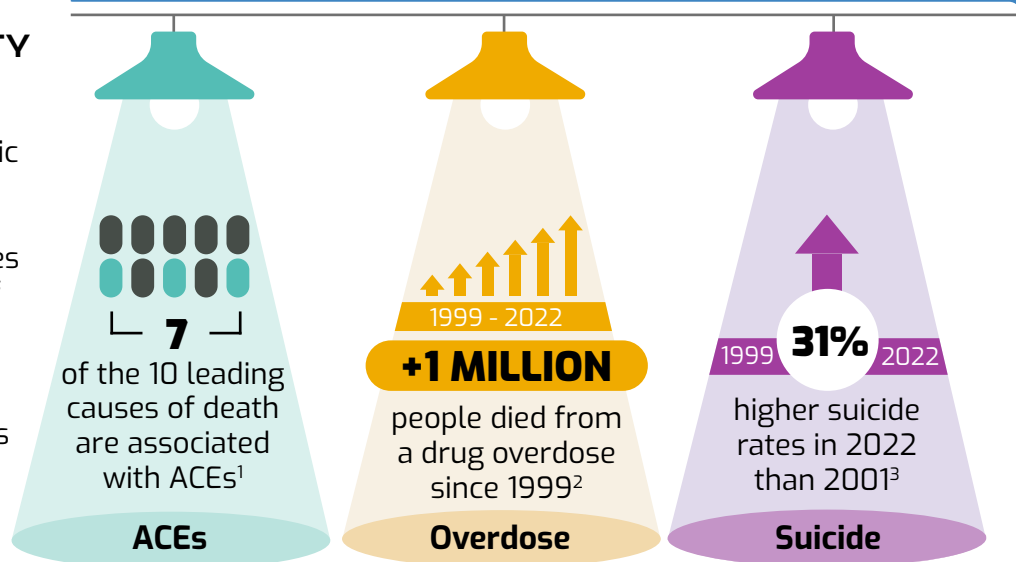 TY
ic
es
s
7
of the 10 leading
causes of death
are associated
with ACEs¹
ACEs
1999 - 2022
+1 MILLION
people died from
a drug overdose
since 1999²
Overdose
1999 31% 2022
higher suicide
rates in 2022
than 2001³
Suicide